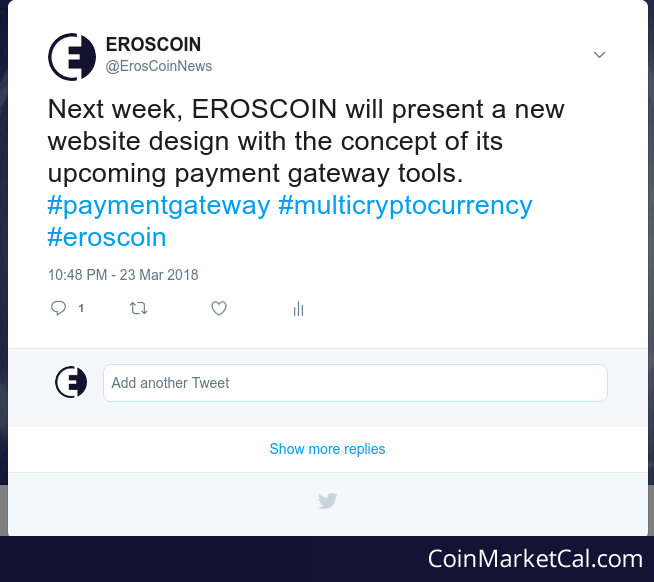 EROSCOIN
@ErosCoinNews
Next week, EROSCOIN will present a new
website design with the concept of its
upcoming payment gateway tools.
#paymentgateway #multicryptocurrency
#eroscoin
10:48 PM - 23 Mar 2018
1
Add another Tweet
Show more replies
CoinMarketCal.com